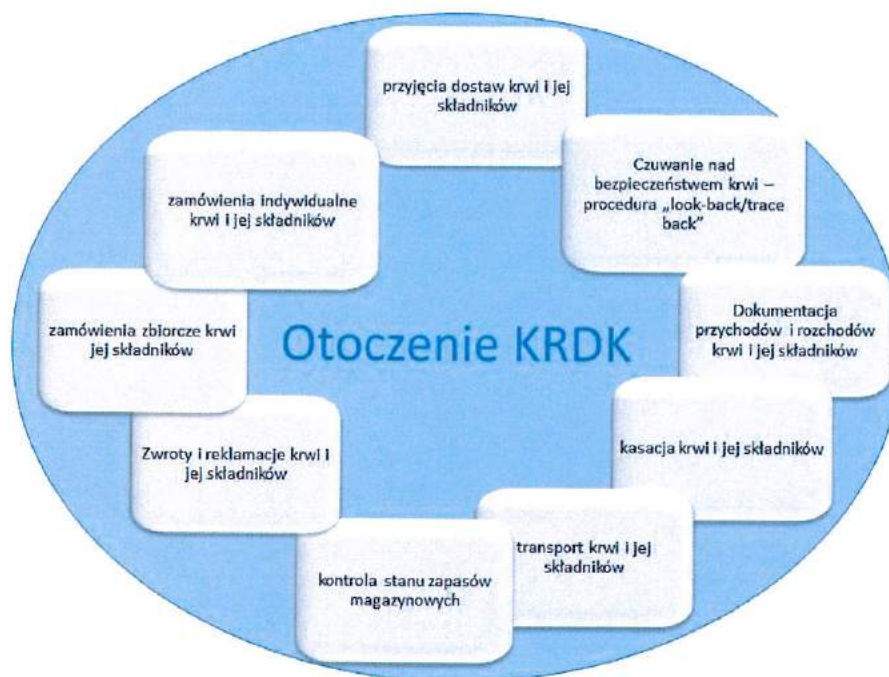 przyjęcia dostaw krwi i jej
składników
Czuwanie nad
bezpieczeństwem krwi –
procedura „look-back/trace
back”
zamówienia indywidualne
krwi i jej składników
Dokumentacja
przychodów i rozchodów
krwi i jej składników
zamówienia zbiorcze krwi
jej składników
Otoczenie KRDK
kasacja krwi i jej składników
Zwroty i reklamacje krwi i
jej składników
transport krwi i jej
składników
kontrola stanu zapasów
magazynowych